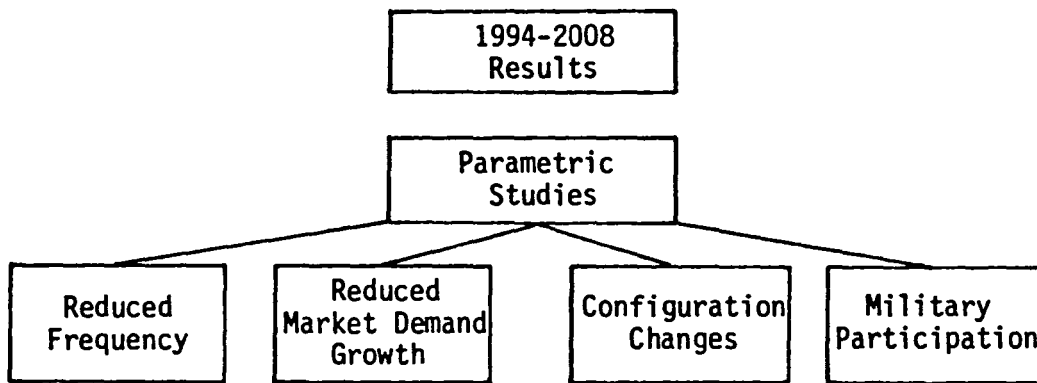 1994-2008
Results
Parametric
Studies
Reduced
Frequency
Reduced
Market Demand
Growth
Configuration
Changes
Military
Participation